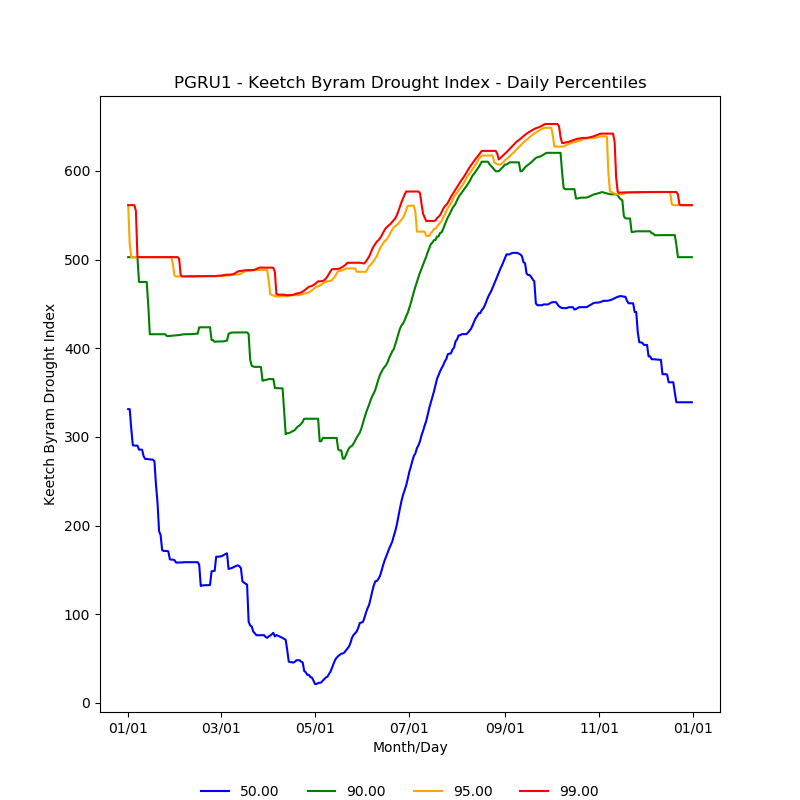 PGRU1 - Keetch Byram Drought Index - Daily Percentiles
600
500
400
300
200
100
0
Keetch Byram Drought Index
01/01 03/01 05/01 07/01 09/01 11/01 01/01
Month/Day
50.00 90.00 95.00 99.00